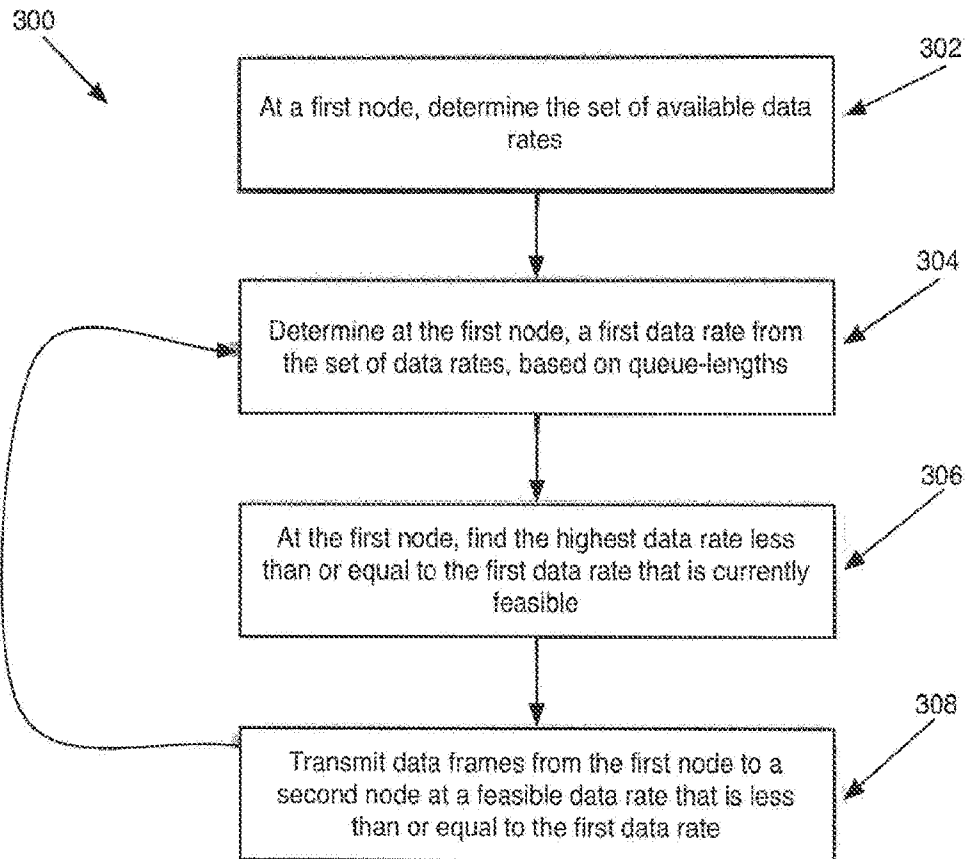 300
302
At a first node, determine the set of available data
rates
304
Determine at the first node, a first data rate from
the set of data rates, based on queue-lengths
306
At the first node, find the highest data rate less
than or equal to the first data rate that is currently
feasible
308
Transmit data frames from the first node to a
second node at a feasible data rate that is less
than or equal to the first data rate